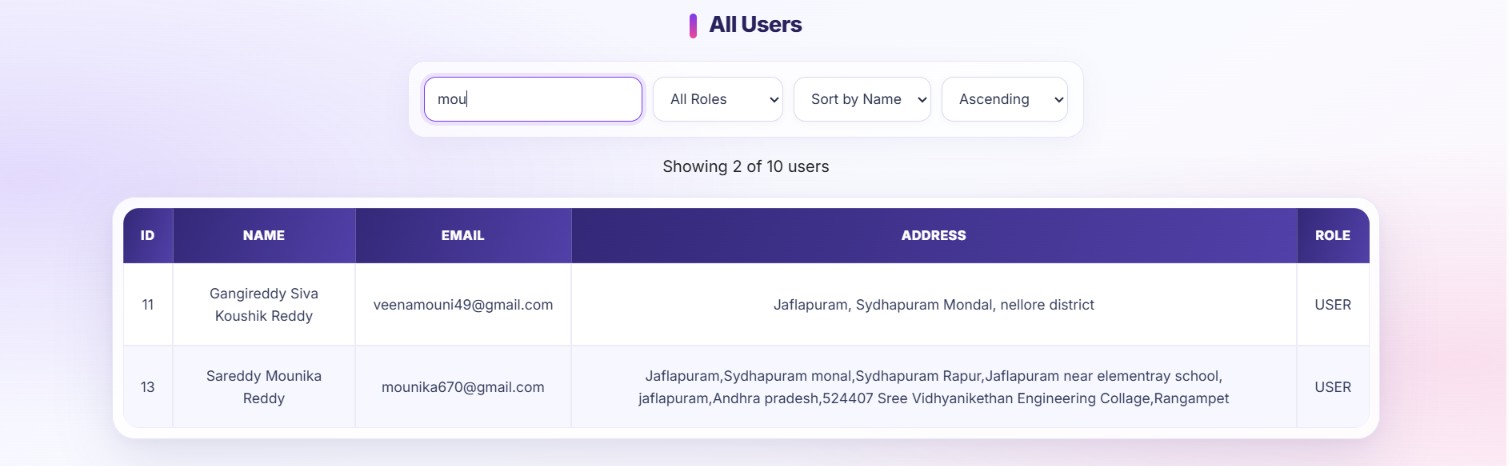 All Users
mou All Roles Sort by Name Ascending
Showing 2 of 10 users
ID NAME EMAIL ADDRESS ROLE
11 Gangireddy Siva veenamouni49@gmail.com Jaflapuram, Sydhapuram Mondal, nellore district USER
Koushik Reddy
13 Sareddy Mounika mounika670@gmail.com Jaflapuram,Sydhapuram monal,Sydhapuram Rapur,Jaflapuram near elementray school, USER
Reddy jaflapuram,Andhra pradesh,524407 Sree Vidhyanikethan Engineering Collage,Rangampet